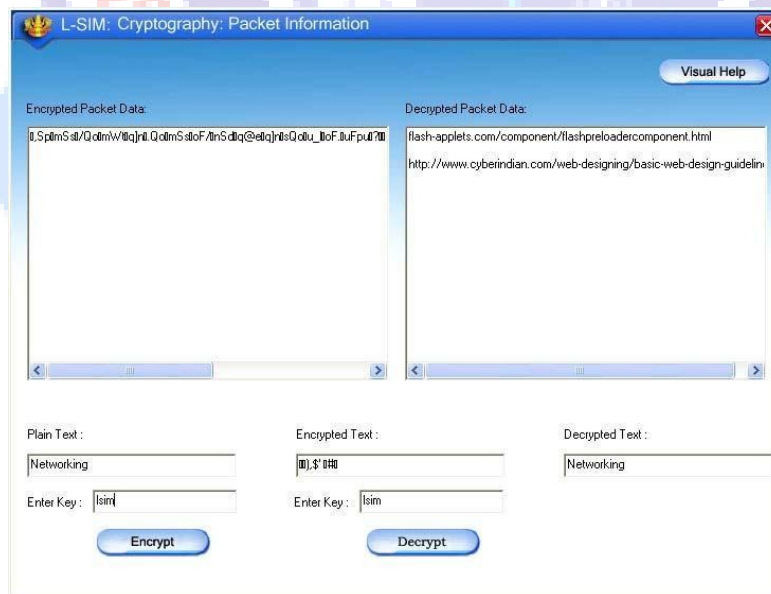 L-SIM: Cryptography: Packet Information
Visual Help
Encrypted Packet Data:
Decrypted Packet Data:
flash-applets.com/component/flashpreloadercomponent.html
http://www.cyberindian.com/web-designing/basic-web-design-guidelin
Plain Text :
Encrypted Text :
Decrypted Text :
Networking
Networking
Enter Key : lsim
Enter Key : lsim
Encrypt
Decrypt